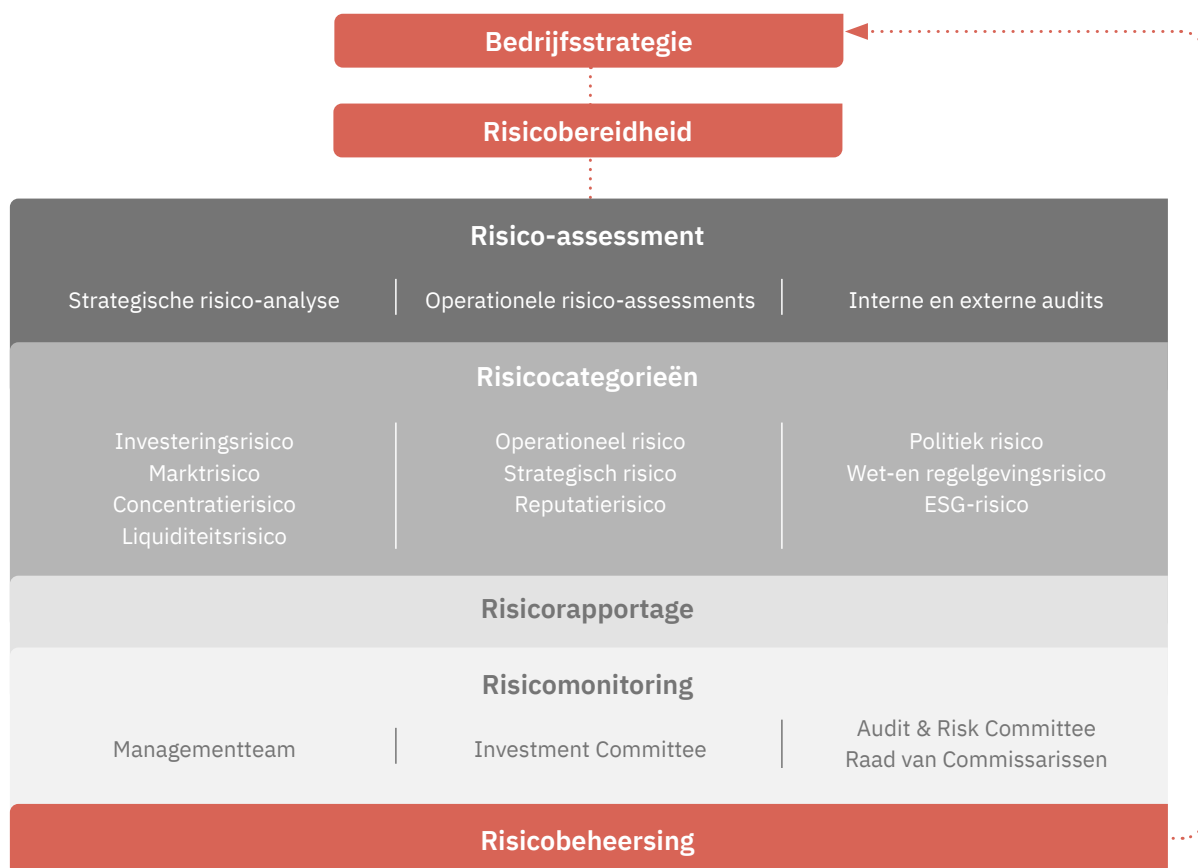 Bedrijfsstrategie
Risicobereidheid
Risico-assessment
Strategische risico-analyse
Operationele risico-assessments
Interne en externe audits
Risicocategorieën
Investeringsrisico
Marktrisico
Concentratierisico
Liquiditeitsrisico
Operationeel risico
Strategisch risico
Reputatierisico
Politiek risico
Wet-en regelgevingsrisico
ESG-risico
Risicorapportage
Risicomonitoring
Managementteam
Investment Committee
Audit & Risk Committee
Raad van Commissarissen
Risicobeheersing